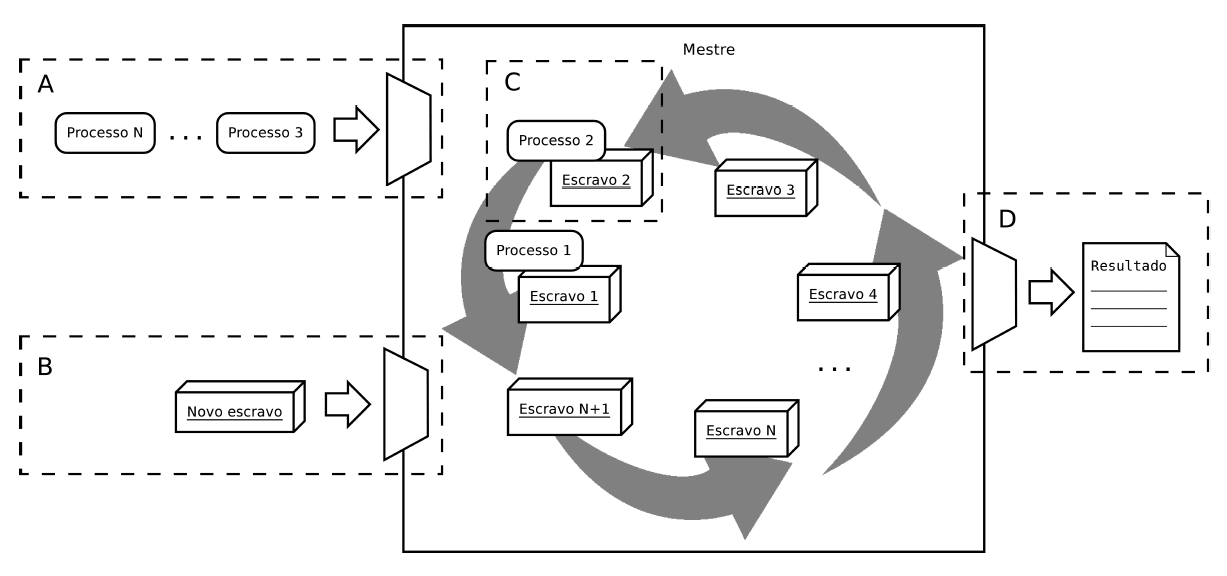 Mestre
A
Processo N
. . .
Processo 3
C
Processo 2
Escravo 2
Escravo 3
Processo 1
Escravo 1
Escravo 4
. . .
D
Resultado
B
Novo escravo
Escravo N+1
Escravo N